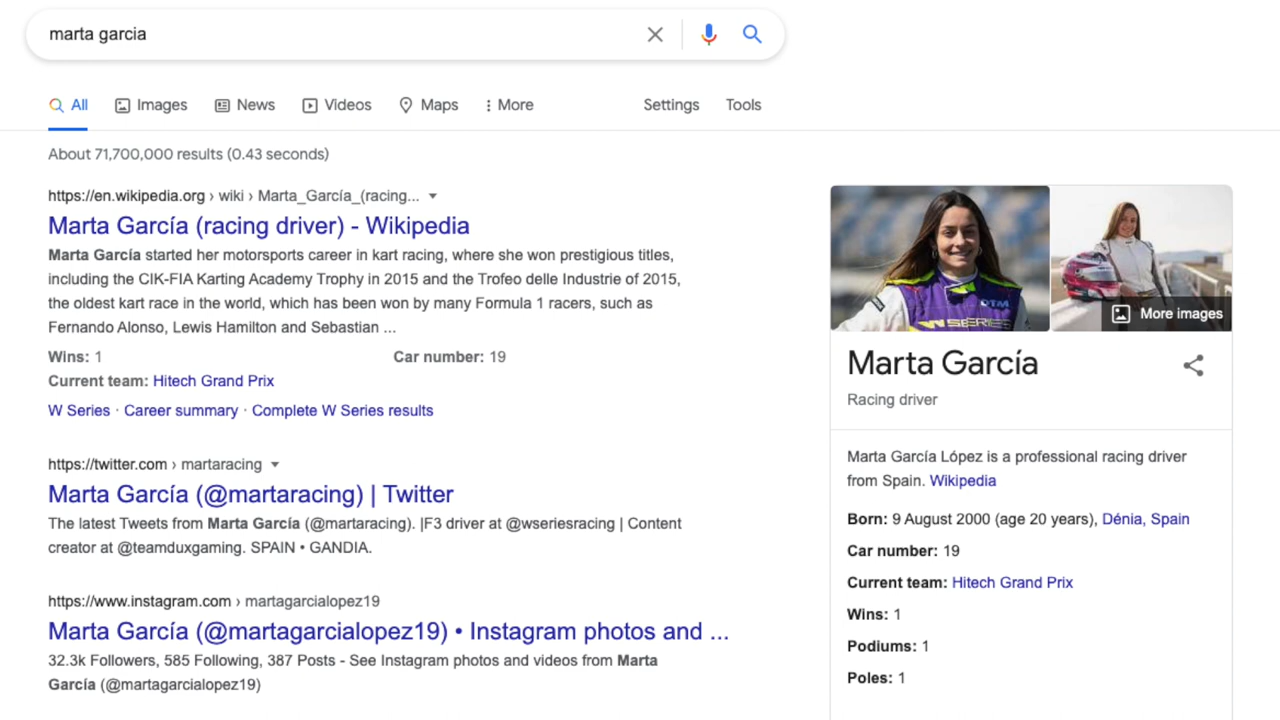 marta garcia
All Images News Videos Maps More Settings Tools
About 71,700,000 results (0.43 seconds)
https://en.wikipedia.org › wiki › Marta_García_(racing...
Marta García (racing driver) - Wikipedia
Marta García started her motorsports career in kart racing, where she won prestigious titles,
including the CIK-FIA Karting Academy Trophy in 2015 and the Trofeo delle Industrie of 2015,
the oldest kart race in the world, which has been won by many Formula 1 racers, such as
Fernando Alonso, Lewis Hamilton and Sebastian ...
Wins: 1 Car number: 19
Current team: Hitech Grand Prix
W Series · Career summary · Complete W Series results
https://twitter.com › martaracing
Marta García (@martaracing) | Twitter
The latest Tweets from Marta García (@martaracing). |F3 driver at @wseriesracing | Content
creator at @teamduxgaming. SPAIN • GANDIA.
https://www.instagram.com › martagarcialopez19
Marta García (@martagarcialopez19) • Instagram photos and ...
32.3k Followers, 585 Following, 387 Posts - See Instagram photos and videos from Marta
García (@martagarcialopez19)
DTM
W SERIES
More images
Marta García
Racing driver
Marta García López is a professional racing driver
from Spain. Wikipedia
Born: 9 August 2000 (age 20 years), Dénia, Spain
Car number: 19
Current team: Hitech Grand Prix
Wins: 1
Podiums: 1
Poles: 1